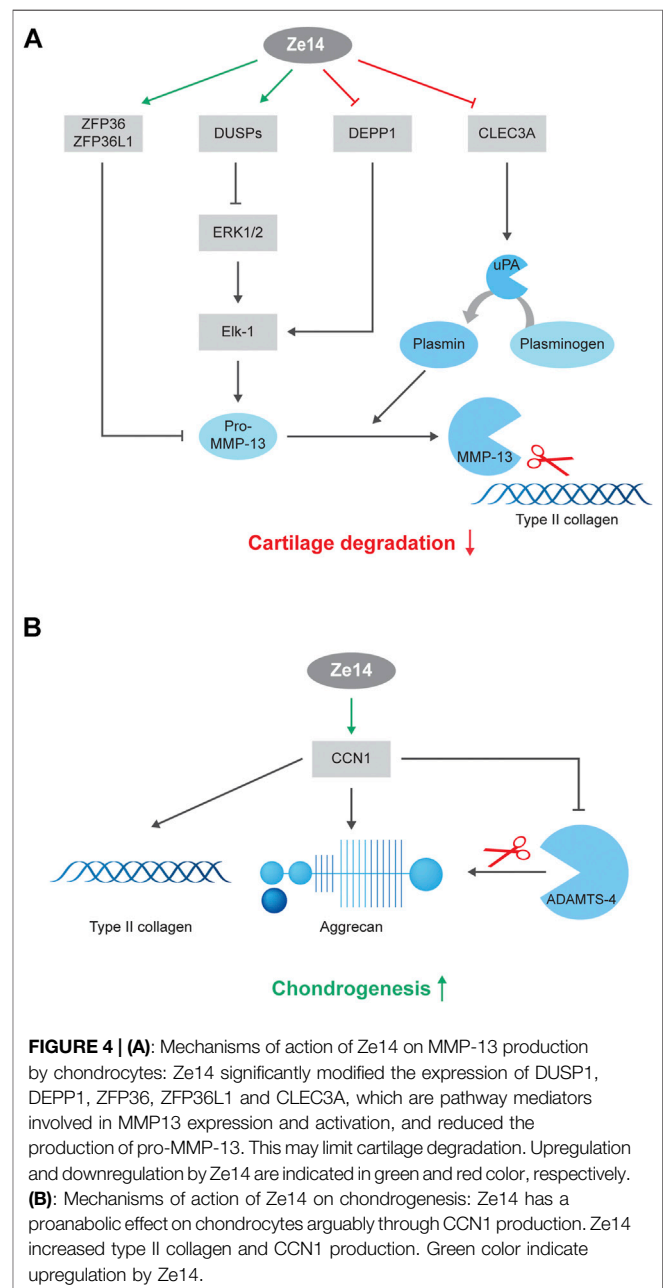 A
Ze14
ZFP36
ZFP36L1
DUSPs
DEPP1
CLEC3A
ERK1/2
uPA
Elk-1
Plasmin
Plasminogen
Pro-
MMP-13
MMP-13
Type II collagen
Cartilage degradation ↓
B
Ze14
CCN1
ADAMTS-4
Type II collagen
Aggrecan
Chondrogenesis ↑
FIGURE 4 | (A): Mechanisms of action of Ze14 on MMP-13 production
by chondrocytes: Ze14 significantly modified the expression of DUSP1,
DEPP1, ZFP36, ZFP36L1 and CLEC3A, which are pathway mediators
involved in MMP13 expression and activation, and reduced the
production of pro-MMP-13. This may limit cartilage degradation. Upregulation
and downregulation by Ze14 are indicated in green and red color, respectively.
(B): Mechanisms of action of Ze14 on chondrogenesis: Ze14 has a
proanabolic effect on chondrocytes arguably through CCN1 production. Ze14
increased type II collagen and CCN1 production. Green color indicate
upregulation by Ze14.